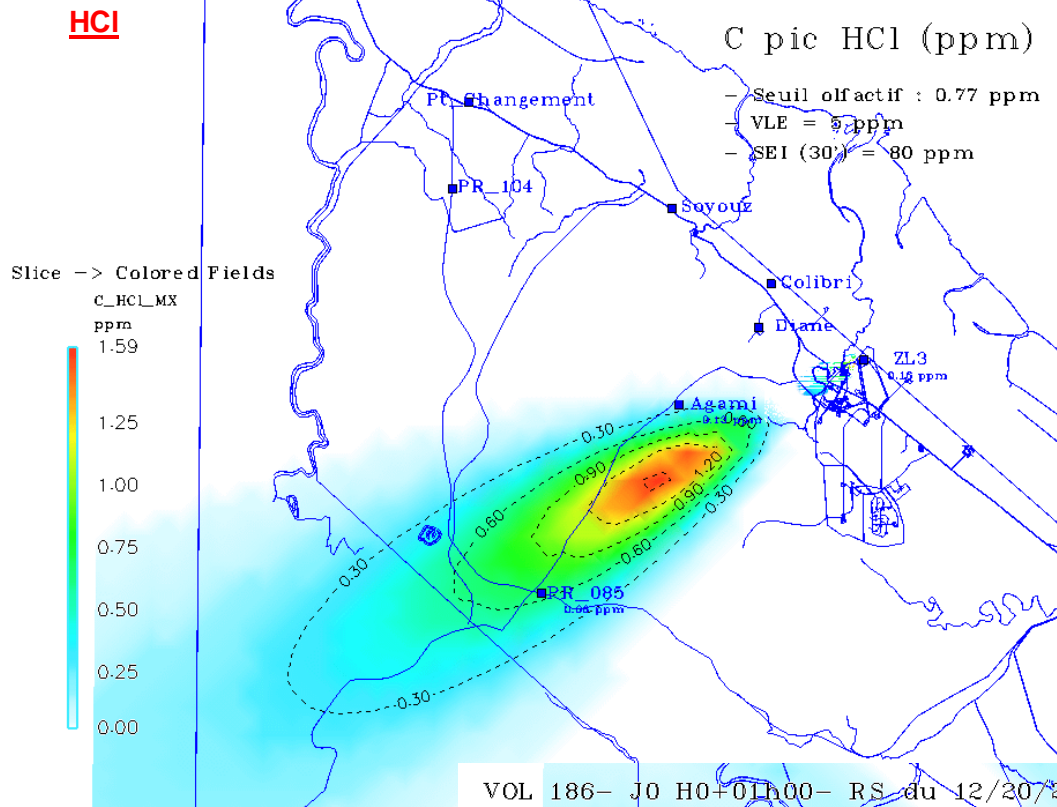 HCl
C pic HCl (ppm)
- Seuil olfactif : 0.77 ppm
- VLE = 5 ppm
- SEI (30') = 80 ppm
Pt_Changement
PR_104
Soyouz
Slice -> Colored Fields
C_HCl_MX
ppm
Colibri
Diane
ZL3
Agami
1.59
1.25
1.00
0.75
0.50
0.25
0.00
0.30
0.90
1.20
0.90
0.30
0.60
0.60
0.30
0.30
PR_085
VOL 186- J0 H0+01h00- RS du 12/20/